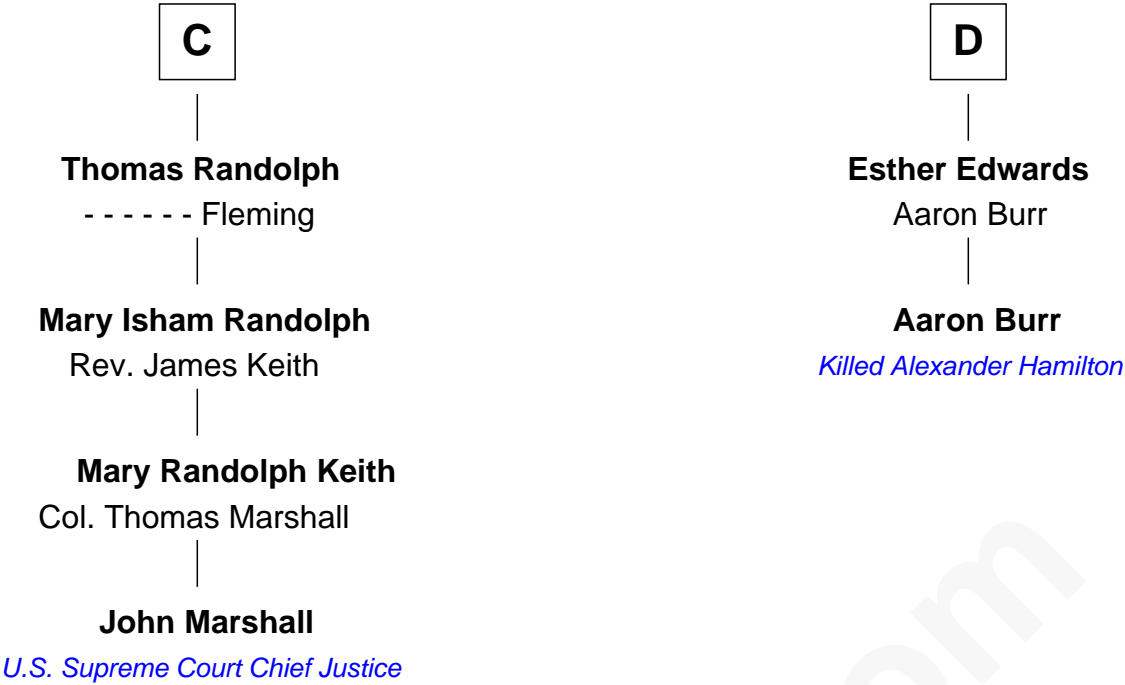 C
Thomas Randolph
- - - - - - Fleming
Mary Isham Randolph
Rev. James Keith
Mary Randolph Keith
Col. Thomas Marshall
John Marshall
U.S. Supreme Court Chief Justice
D
Esther Edwards
Aaron Burr
Aaron Burr
Killed Alexander Hamilton
om